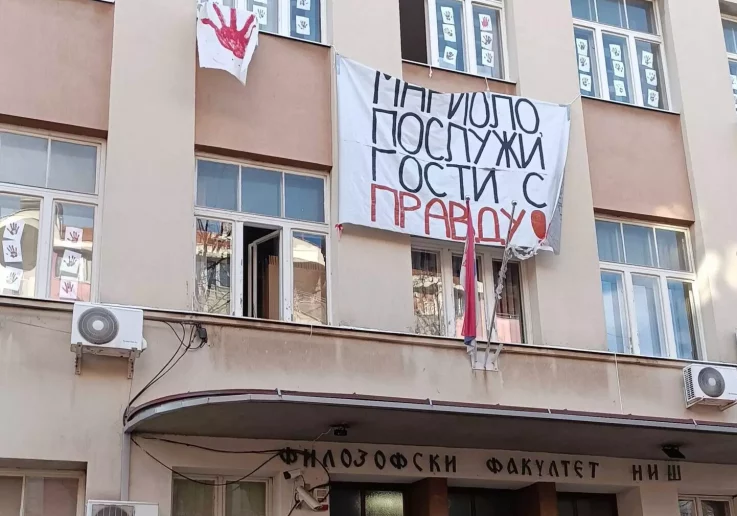 МАГИОЛО,
ПОСЛУЖИ
ГОСТИ С
ПРАВДУ
ФИЛОЗОФСКИ ФАКУЛТЕТ НИШ